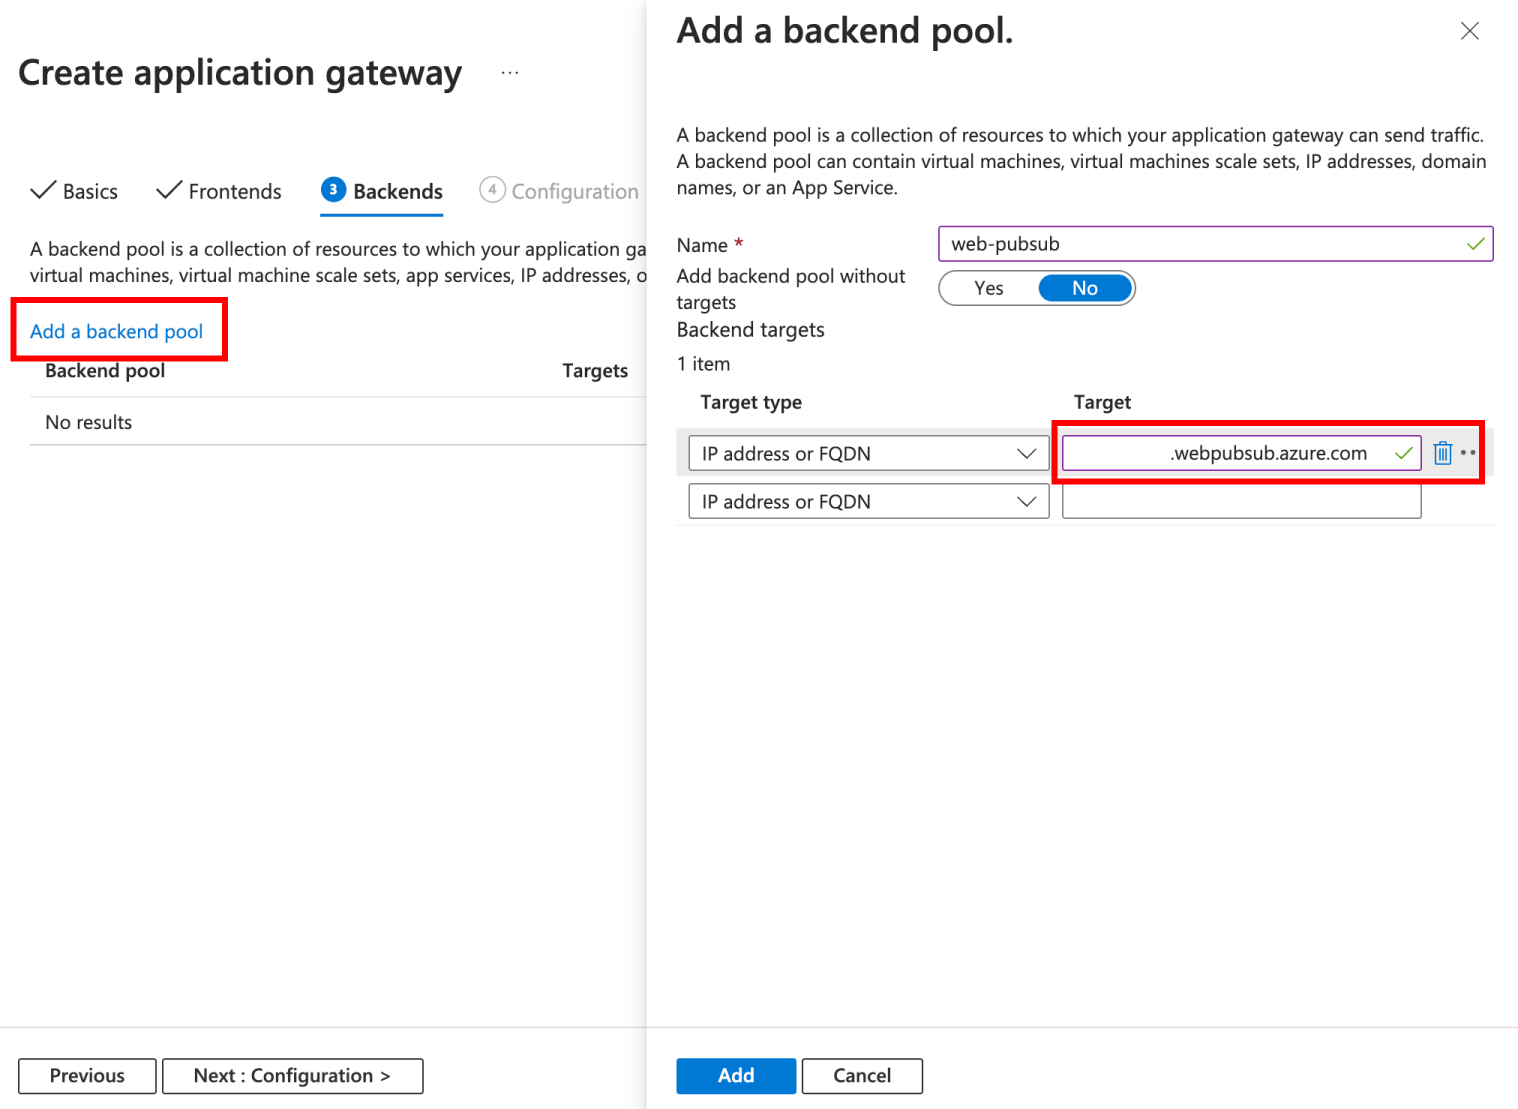 Create application gateway
...
Basics
Frontends
3 Backends
4 Configuration
A backend pool is a collection of resources to which your application ga
virtual machines, virtual machine scale sets, app services, IP addresses, o
Add a backend pool
Backend pool Targets
No results
Previous
Next : Configuration >
Add a backend pool.
A backend pool is a collection of resources to which your application gateway can send traffic.
A backend pool can contain virtual machines, virtual machines scale sets, IP addresses, domain
names, or an App Service.
Name * web-pubsub
Add backend pool without
targets
Yes No
Backend targets
1 item
Target type Target
IP address or FQDN .webpubsub.azure.com
IP address or FQDN
Add
Cancel